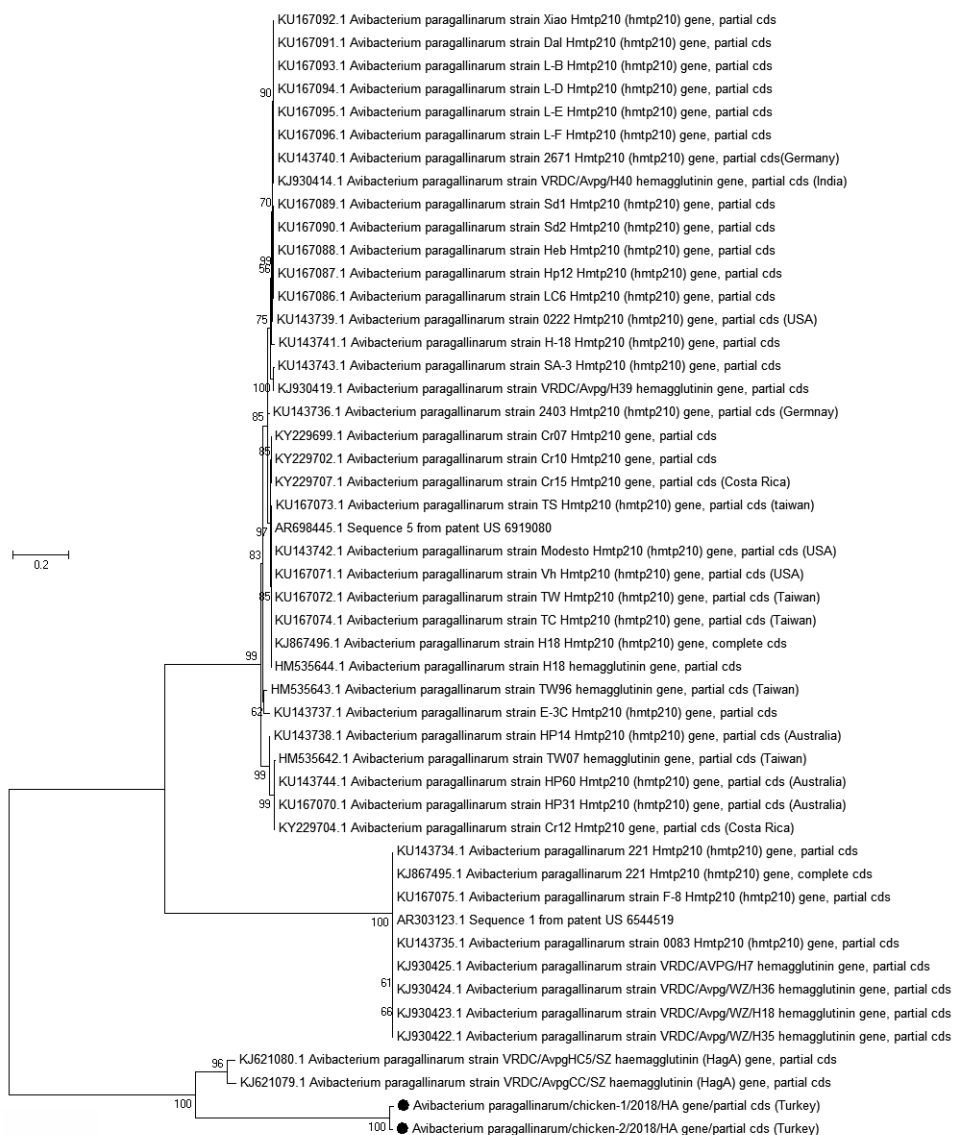 KU167092.1 Avibacterium paragallinarum strain Xiao Hmtp210 (hmtp210) gene, partial cds
KU167091.1 Avibacterium paragallinarum strain Dal Hmtp210 (hmtp210) gene, partial cds
KU167093.1 Avibacterium paragallinarum strain L-B Hmtp210 (hmtp210) gene, partial cds
KU167094.1 Avibacterium paragallinarum strain L-D Hmtp210 (hmtp210) gene, partial cds
90
KU167095.1 Avibacterium paragallinarum strain L-E Hmtp210 (hmtp210) gene, partial cds
KU167096.1 Avibacterium paragallinarum strain L-F Hmtp210 (hmtp210) gene, partial cds
KU143740.1 Avibacterium paragallinarum strain 2671 Hmtp210 (hmtp210) gene, partial cds(Germany)
KJ930414.1 Avibacterium paragallinarum strain VRDC/Avpg/H40 hemagglutinin gene, partial cds (India)
70
KU167089.1 Avibacterium paragallinarum strain Sd1 Hmtp210 (hmtp210) gene, partial cds
KU167090.1 Avibacterium paragallinarum strain Sd2 Hmtp210 (hmtp210) gene, partial cds
KU167088.1 Avibacterium paragallinarum strain Heb Hmtp210 (hmtp210) gene, partial cds
99
56
KU167087.1 Avibacterium paragallinarum strain Hp12 Hmtp210 (hmtp210) gene, partial cds
KU167086.1 Avibacterium paragallinarum strain LC6 Hmtp210 (hmtp210) gene, partial cds
75
KU143739.1 Avibacterium paragallinarum strain 0222 Hmtp210 (hmtp210) gene, partial cds (USA)
KU143741.1 Avibacterium paragallinarum strain H-18 Hmtp210 (hmtp210) gene, partial cds
KU143743.1 Avibacterium paragallinarum strain SA-3 Hmtp210 (hmtp210) gene, partial cds
100
KJ930419.1 Avibacterium paragallinarum strain VRDC/Avpg/H39 hemagglutinin gene, partial cds
85
KU143736.1 Avibacterium paragallinarum strain 2403 Hmtp210 (hmtp210) gene, partial cds (Germnay)
KY229699.1 Avibacterium paragallinarum strain Cr07 Hmtp210 gene, partial cds
85
KY229702.1 Avibacterium paragallinarum strain Cr10 Hmtp210 gene, partial cds
KY229707.1 Avibacterium paragallinarum strain Cr15 Hmtp210 gene, partial cds (Costa Rica)
KU167073.1 Avibacterium paragallinarum strain TS Hmtp210 (hmtp210) gene, partial cds (taiwan)
97
AR698445.1 Sequence 5 from patent US 6919080
83
KU143742.1 Avibacterium paragallinarum strain Modesto Hmtp210 (hmtp210) gene, partial cds (USA)
0.2
KU167071.1 Avibacterium paragallinarum strain Vh Hmtp210 (hmtp210) gene, partial cds (USA)
85
KU167072.1 Avibacterium paragallinarum strain TW Hmtp210 (hmtp210) gene, partial cds (Taiwan)
KU167074.1 Avibacterium paragallinarum strain TC Hmtp210 (hmtp210) gene, partial cds (Taiwan)
KJ867496.1 Avibacterium paragallinarum strain H18 Hmtp210 (hmtp210) gene, complete cds
99
HM535644.1 Avibacterium paragallinarum strain H18 hemagglutinin gene, partial cds
HM535643.1 Avibacterium paragallinarum strain TW96 hemagglutinin gene, partial cds (Taiwan)
62
KU143737.1 Avibacterium paragallinarum strain E-3C Hmtp210 (hmtp210) gene, partial cds
KU143738.1 Avibacterium paragallinarum strain HP14 Hmtp210 (hmtp210) gene, partial cds (Australia)
HM535642.1 Avibacterium paragallinarum strain TW07 hemagglutinin gene, partial cds (Taiwan)
99
KU143744.1 Avibacterium paragallinarum strain HP60 Hmtp210 (hmtp210) gene, partial cds (Australia)
99
KU167070.1 Avibacterium paragallinarum strain HP31 Hmtp210 (hmtp210) gene, partial cds (Australia)
KY229704.1 Avibacterium paragallinarum strain Cr12 Hmtp210 gene, partial cds (Costa Rica)
KU143734.1 Avibacterium paragallinarum 221 Hmtp210 (hmtp210) gene, partial cds
KJ867495.1 Avibacterium paragallinarum 221 Hmtp210 (hmtp210) gene, complete cds
KU167075.1 Avibacterium paragallinarum strain F-8 Hmtp210 (hmtp210) gene, partial cds
100
AR303123.1 Sequence 1 from patent US 6544519
KU143735.1 Avibacterium paragallinarum strain 0083 Hmtp210 (hmtp210) gene, partial cds
KJ930425.1 Avibacterium paragallinarum strain VRDC/AVPG/H7 hemagglutinin gene, partial cds
61
KJ930424.1 Avibacterium paragallinarum strain VRDC/Avpg/WZ/H36 hemagglutinin gene, partial cds
66
KJ930423.1 Avibacterium paragallinarum strain VRDC/Avpg/WZ/H18 hemagglutinin gene, partial cds
KJ930422.1 Avibacterium paragallinarum strain VRDC/Avpg/WZ/H35 hemagglutinin gene, partial cds
96
KJ621080.1 Avibacterium paragallinarum strain VRDC/AvpgHC5/SZ haemagglutinin (HagA) gene, partial cds
KJ621079.1 Avibacterium paragallinarum strain VRDC/AvpgCC/SZ haemagglutinin (HagA) gene, partial cds
100
Avibacterium paragallinarum/chicken-1/2018/HA gene/partial cds (Turkey)
100
Avibacterium paragallinarum/chicken-2/2018/HA gene/partial cds (Turkey)